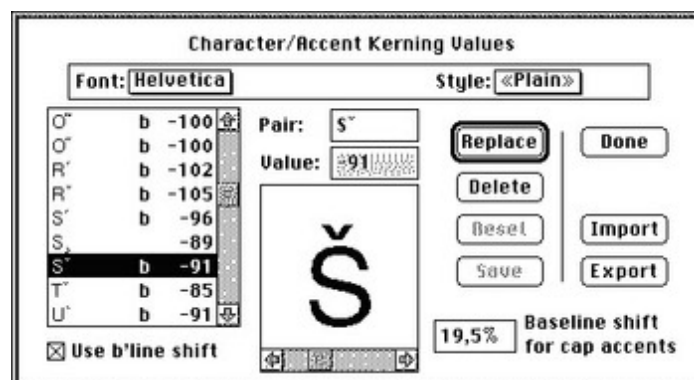 Character/Accent Kerning Values
Font: Helvetica Style: «Plain»
O˝ b -100
O˜ b -100
R´ b -102
Rˇ b -105
S´ b -96
S¸ -89
Sˇ b -91
Tˇ b -85
U` b -91
Use b'line shift
Pair: Sˇ
Value: -91
Š
Replace
Delete
Reset
Save
Done
Import
Export
19,5% Baseline shift
for cap accents